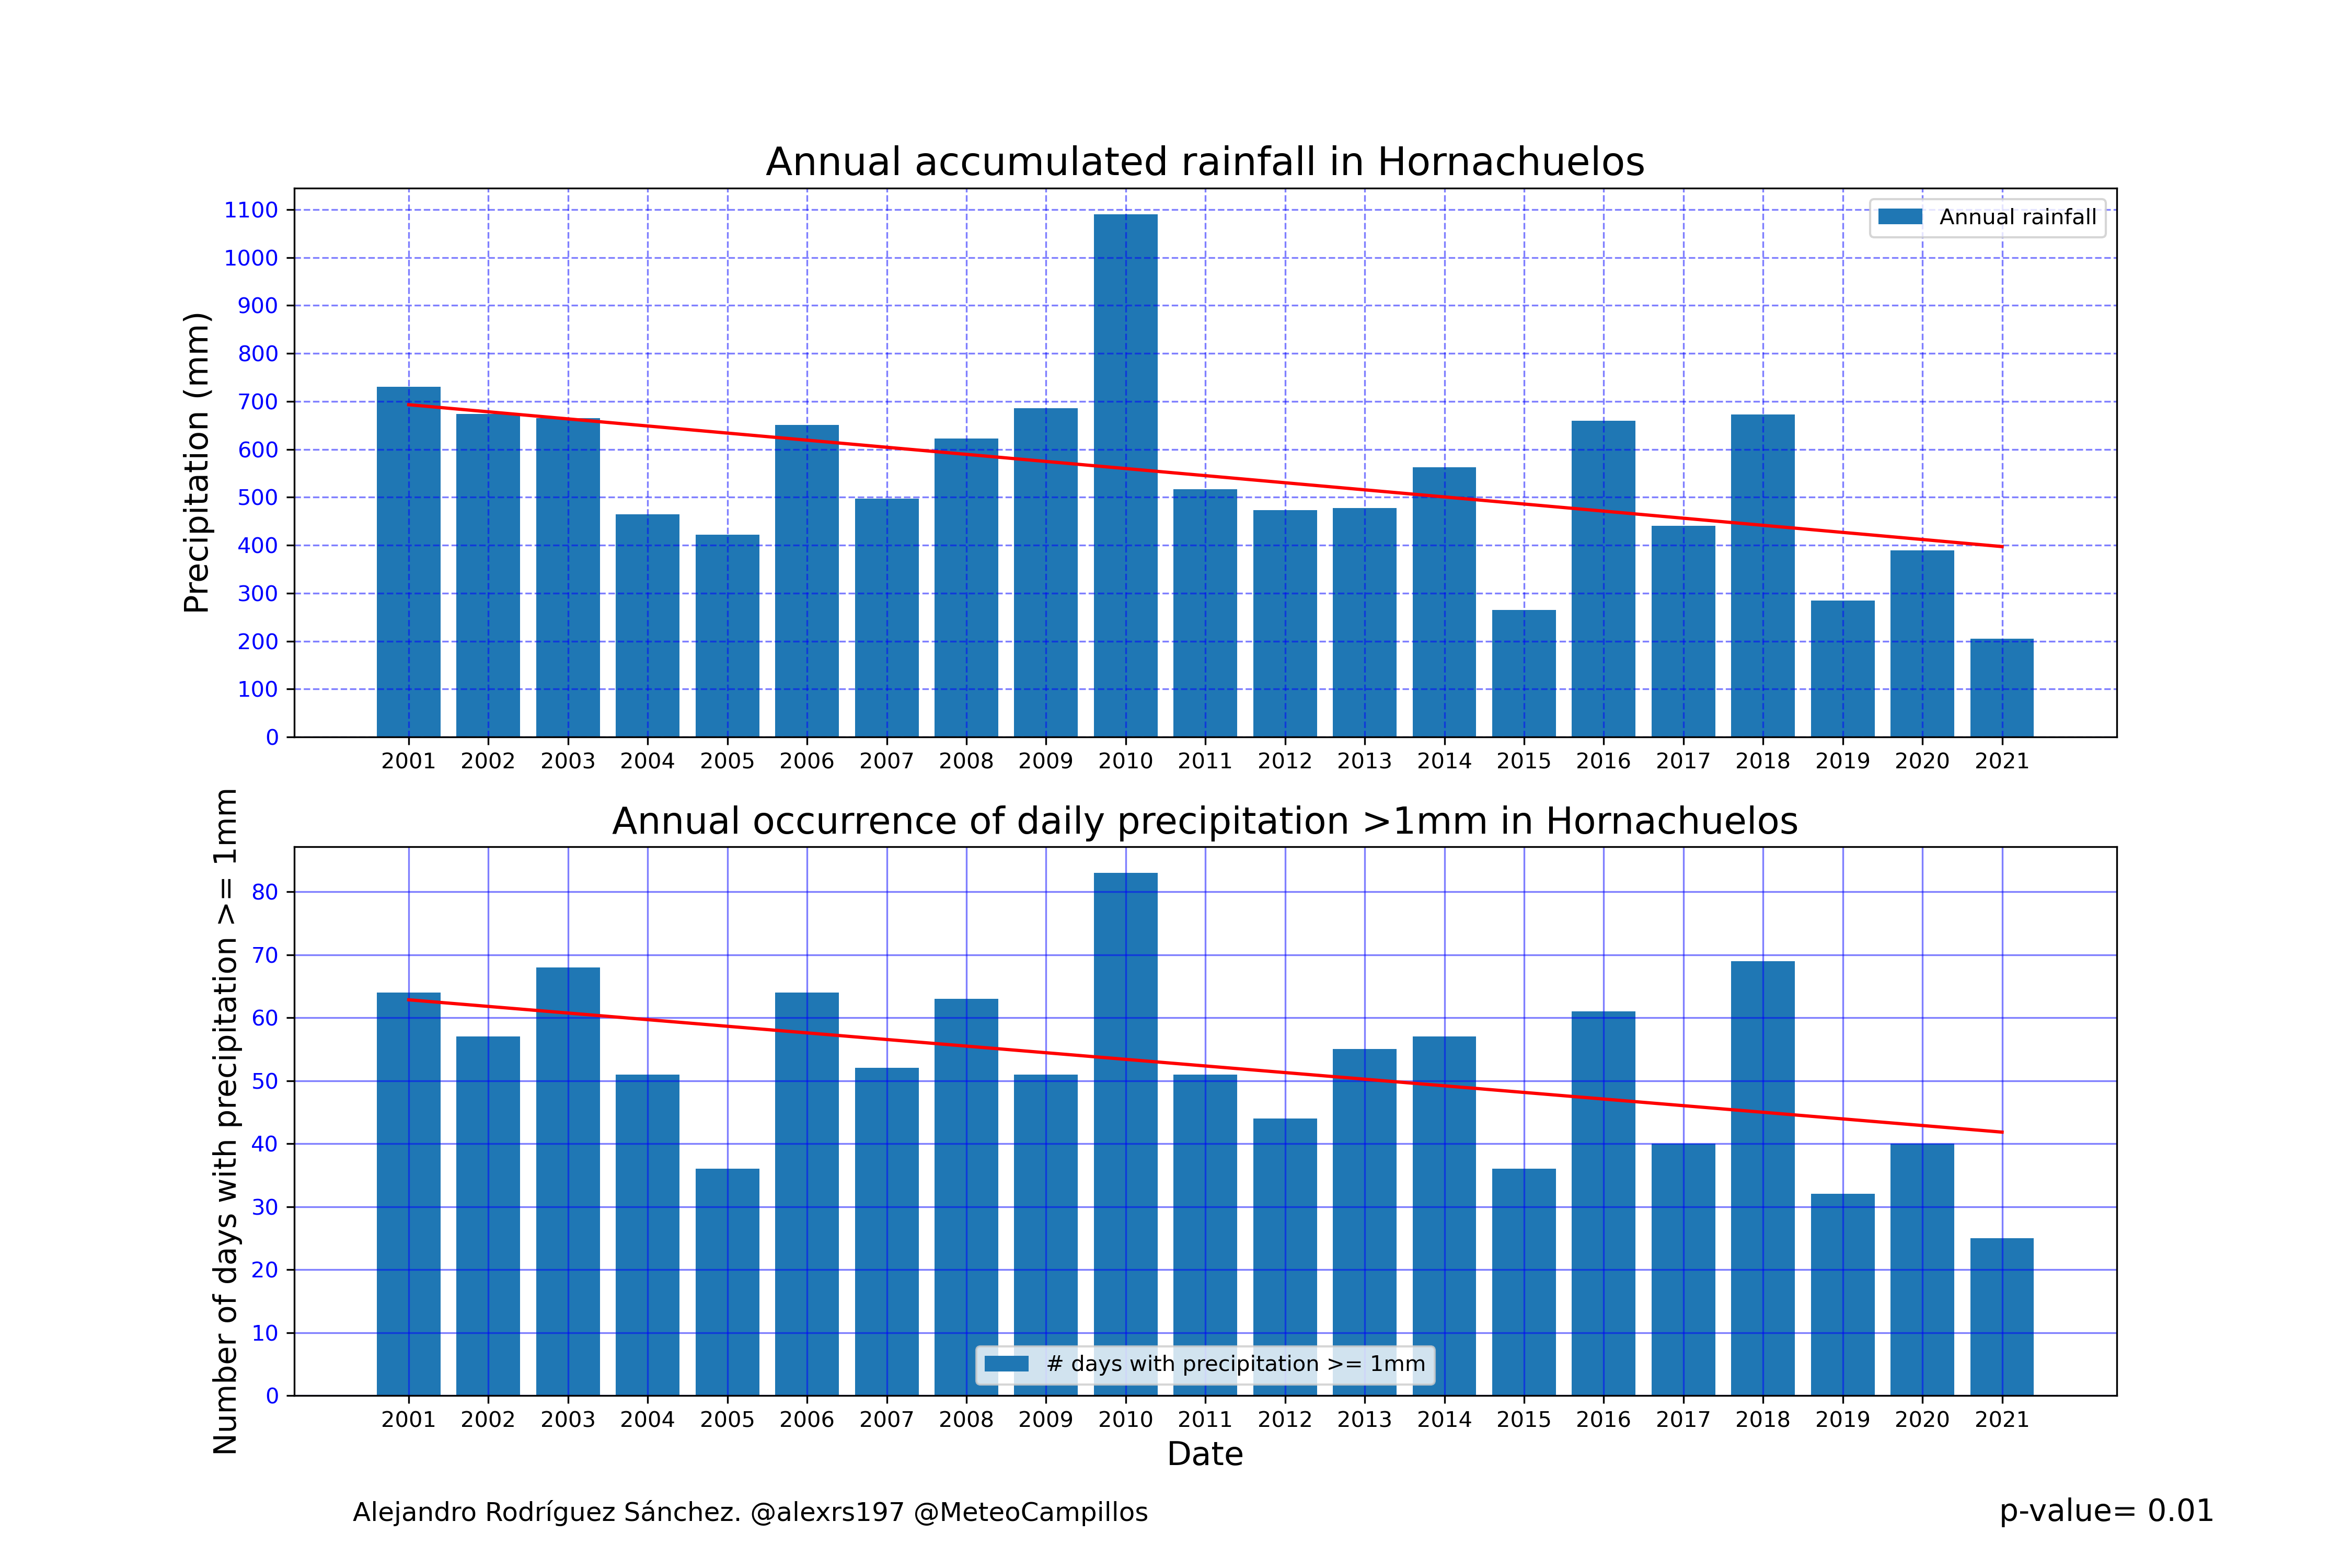 Annual accumulated rainfall in Hornachuelos
Precipitation (mm)
1100
1000
900
800
700
600
500
400
300
200
100
0
Annual rainfall
2001 2002 2003 2004 2005 2006 2007 2008 2009 2010 2011 2012 2013 2014 2015 2016 2017 2018 2019 2020 2021
Annual occurrence of daily precipitation >1mm in Hornachuelos
Number of days with precipitation >= 1mm
80
70
60
50
40
30
20
10
0
# days with precipitation >= 1mm
2001 2002 2003 2004 2005 2006 2007 2008 2009 2010 2011 2012 2013 2014 2015 2016 2017 2018 2019 2020 2021
Date
Alejandro Rodríguez Sánchez. @alexrs197 @MeteoCampillos
p-value= 0.01